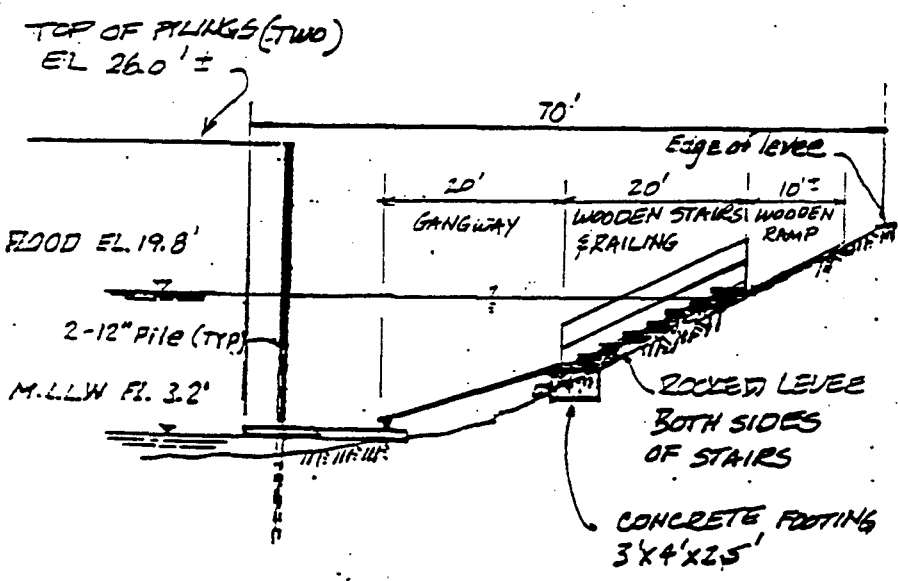 TOP OF PILINGS (TWO)
EL 26.0' ±
70'
Edge of levee
20'
20'
10'±
GANGWAY
WOODEN STAIRS
& RAILING
WOODEN
RAMP
FLOOD EL. 19.8'
2-12" Pile (TYP)
M.LLW El. 3.2'
ROCKED LEVEE
BOTH SIDES
OF STAIRS
CONCRETE FOOTING
3'X4'X2.5'